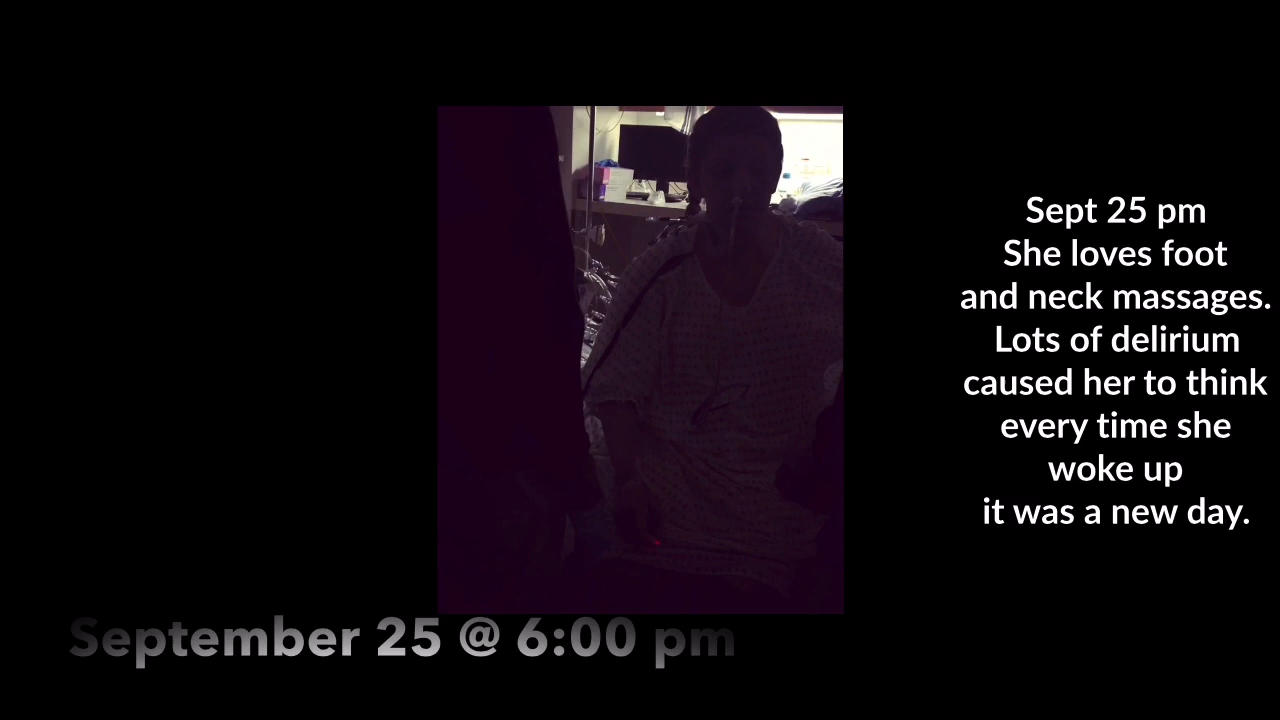 Sept 25 pm
She loves foot
and neck massages.
Lots of delirium
caused her to think
every time she
woke up
it was a new day.
September 25 @ 6:00 pm